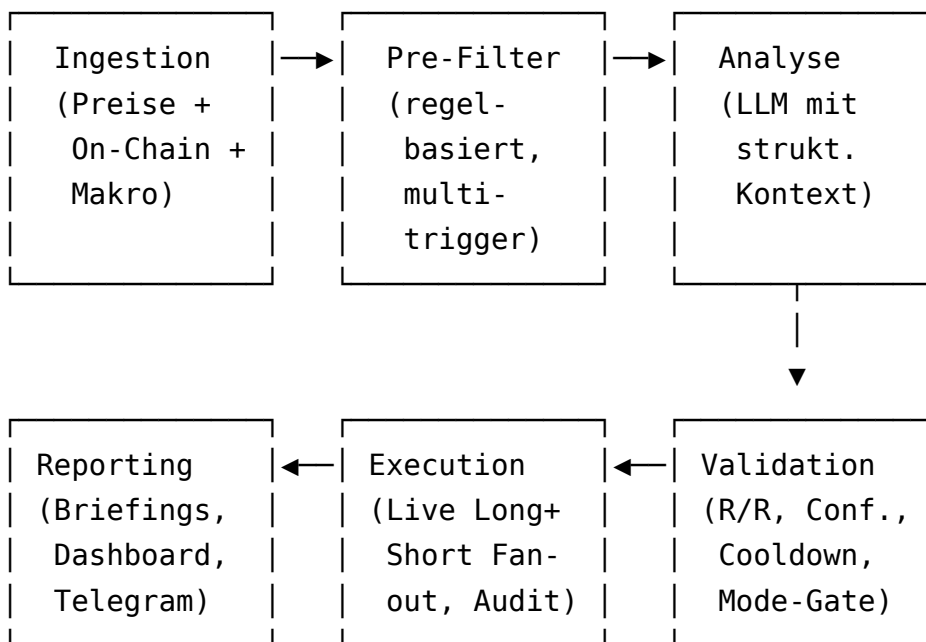 Ingestion
(Preise +
On-Chain +
Makro)
Pre-Filter
(regel-
basiert,
multi-
trigger)
Analyse
(LLM mit
strukt.
Kontext)
Reporting
(Briefings,
Dashboard,
Telegram)
Execution
(Live Long+
Short Fan-
out, Audit)
Validation
(R/R, Conf.,
Cooldown,
Mode-Gate)